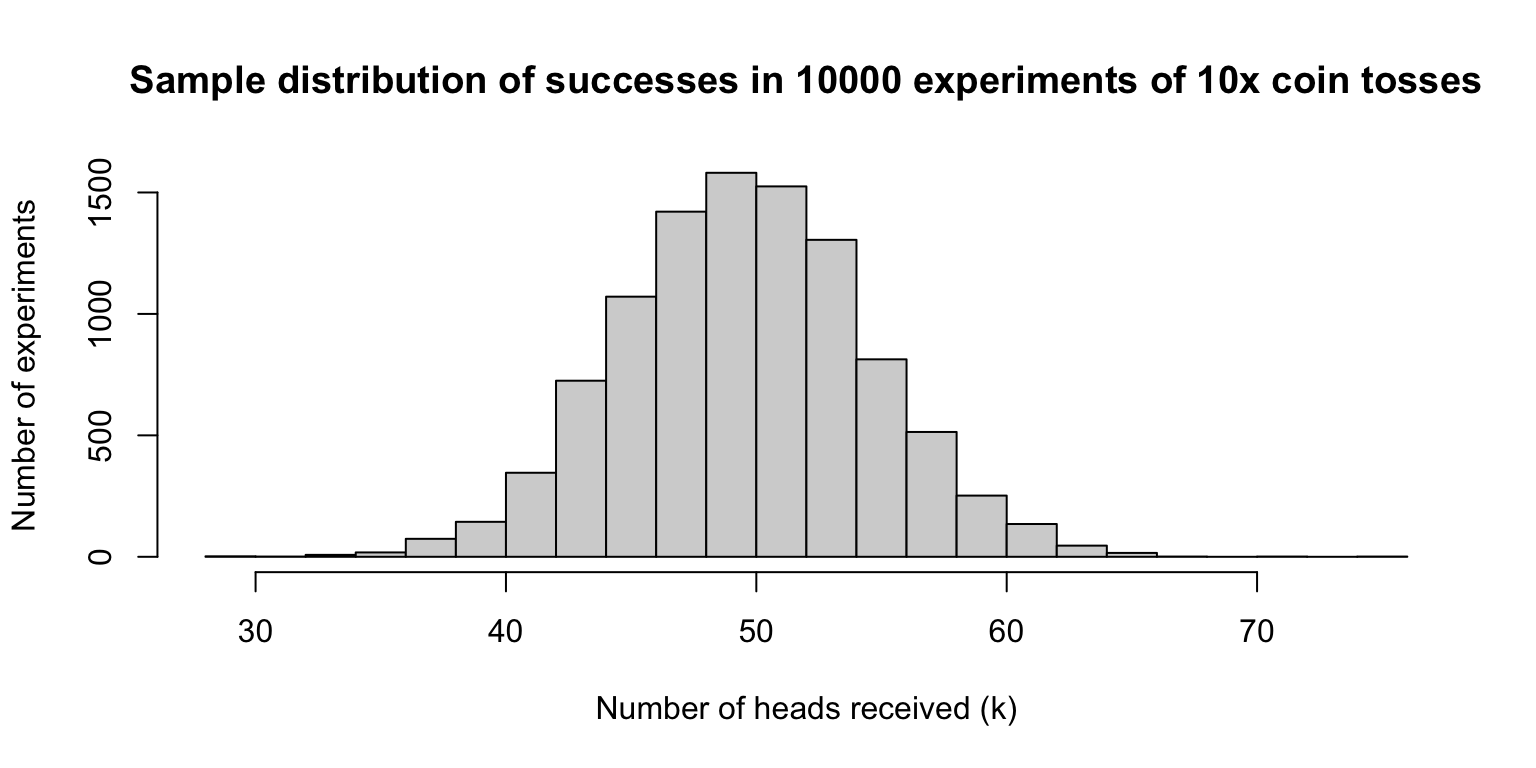 Sample distribution of successes in 10000 experiments of 10x coin tosses
Number of experiments
1500
1000
500
0
30 40 50 60 70
Number of heads received (k)